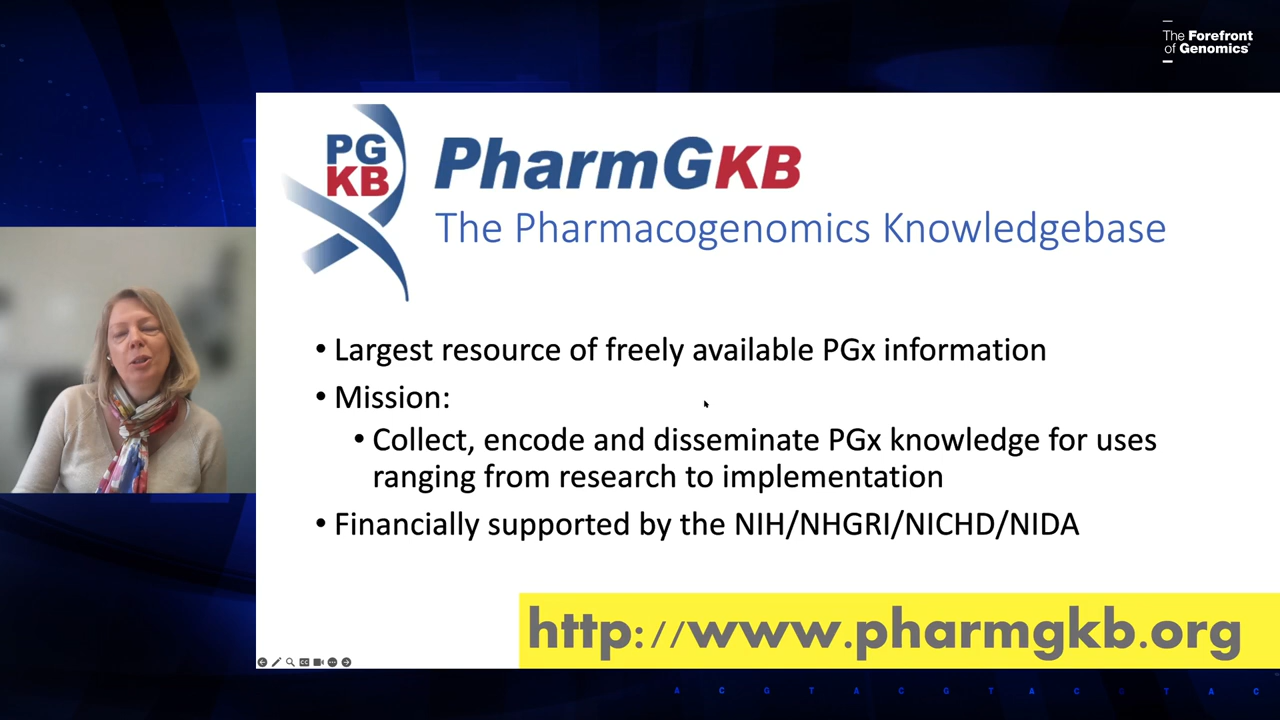 The Forefront
of Genomics®
PG
KB
PharmGKB
The Pharmacogenomics Knowledgebase
• Largest resource of freely available PGx information
• Mission:
• Collect, encode and disseminate PGx knowledge for uses
ranging from research to implementation
• Financially supported by the NIH/NHGRI/NICHD/NIDA
http://www.pharmgkb.org
A C G T A C G T A C G T A C